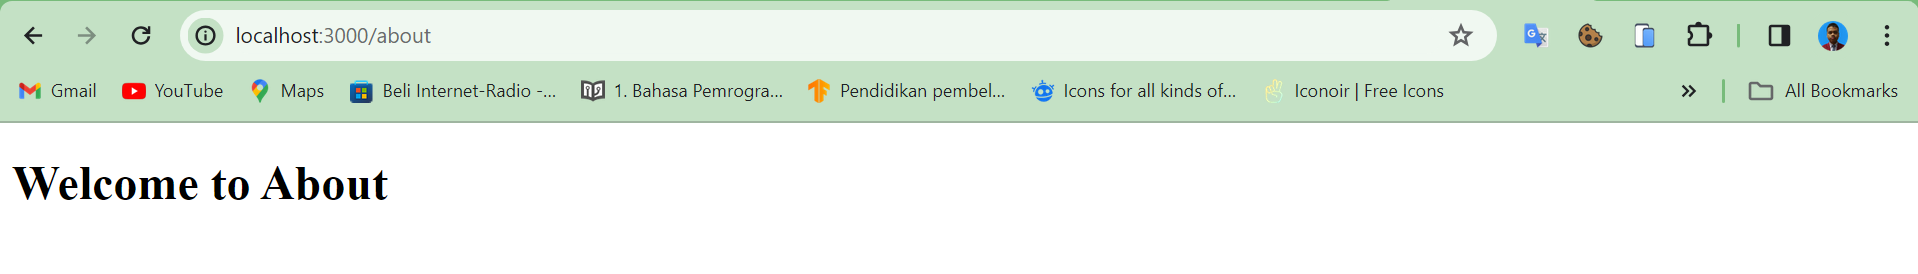 localhost:3000/about
Gmail YouTube Maps Beli Internet-Radio -... 1. Bahasa Pemrogra... Pendidikan pembel... Icons for all kinds of... Iconoir | Free Icons » All Bookmarks
Welcome to About